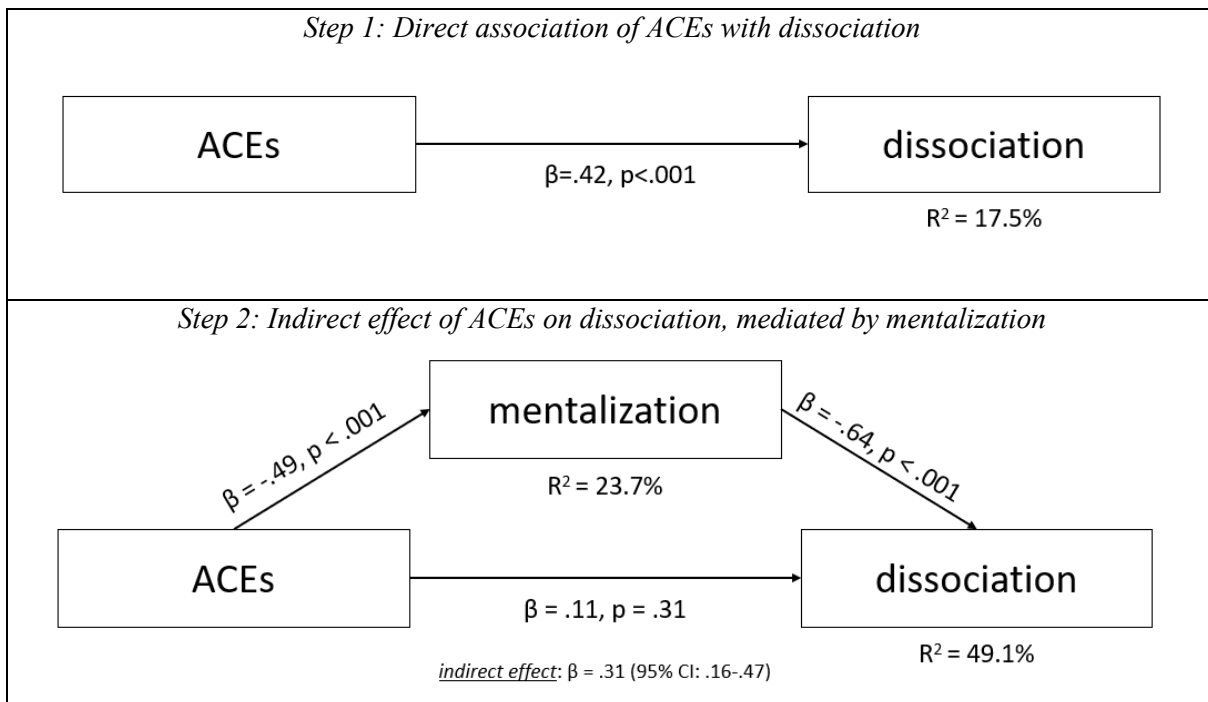 Step 1: Direct association of ACEs with dissociation
ACEs
dissociation
β=.42, p<.001
R² = 17.5%
Step 2: Indirect effect of ACEs on dissociation, mediated by mentalization
mentalization
β = -.49, p < .001
β = -.64, p < .001
R² = 23.7%
ACEs
dissociation
β = .11, p = .31
R² = 49.1%
indirect effect: β = .31 (95% CI: .16-.47)